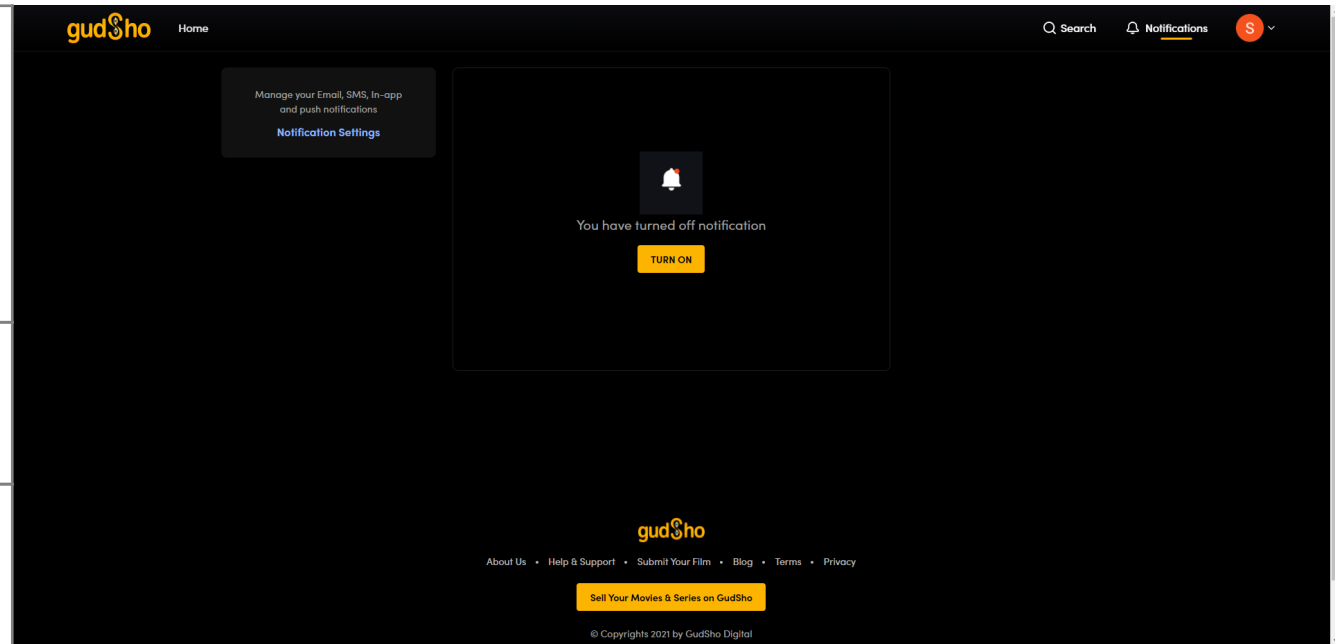 gudSho
Home
Search
Notifications
S
Manage your Email, SMS, In-app
and push notifications
Notification Settings
You have turned off notification
TURN ON
gudSho
About Us • Help & Support • Submit Your Film • Blog • Terms • Privacy
Sell Your Movies & Series on GudSho
© Copyrights 2021 by GudSho Digital